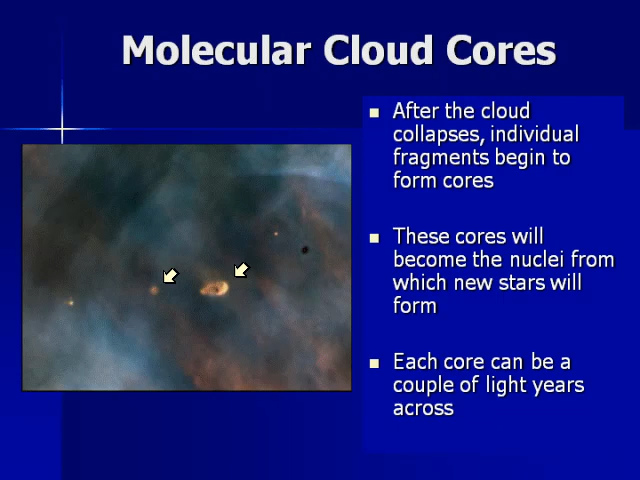 Molecular Cloud Cores
After the cloud
collapses, individual
fragments begin to
form cores
These cores will
become the nuclei from
which new stars will
form
Each core can be a
couple of light years
across